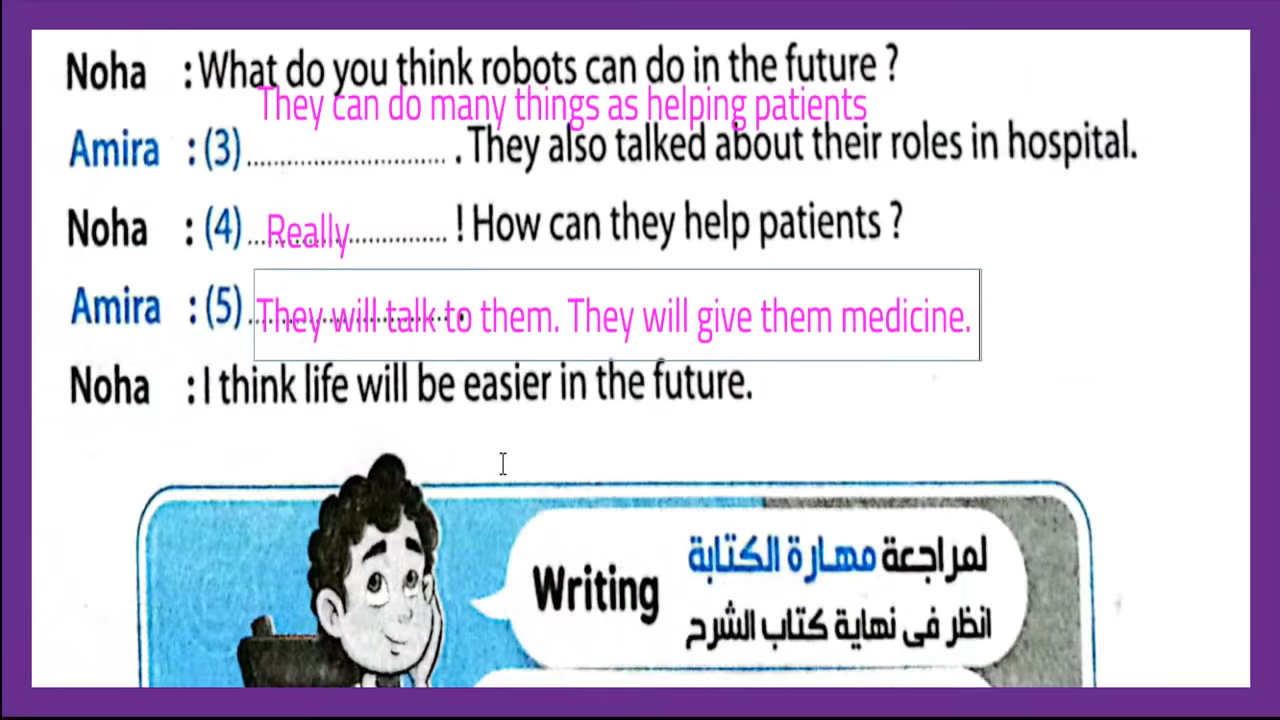 Noha : What do you think robots can do in the future ?
They can do many things as helping patients
Amira : (3) ............................ . They also talked about their roles in hospital.
Noha : (4) ... Really ............... ! How can they help patients ?
Amira : (5) They will talk to them. They will give them medicine.
Noha : I think life will be easier in the future.
لمراجعة مهارة الكتابة
Writing
انظر فى نهاية كتاب الشرح